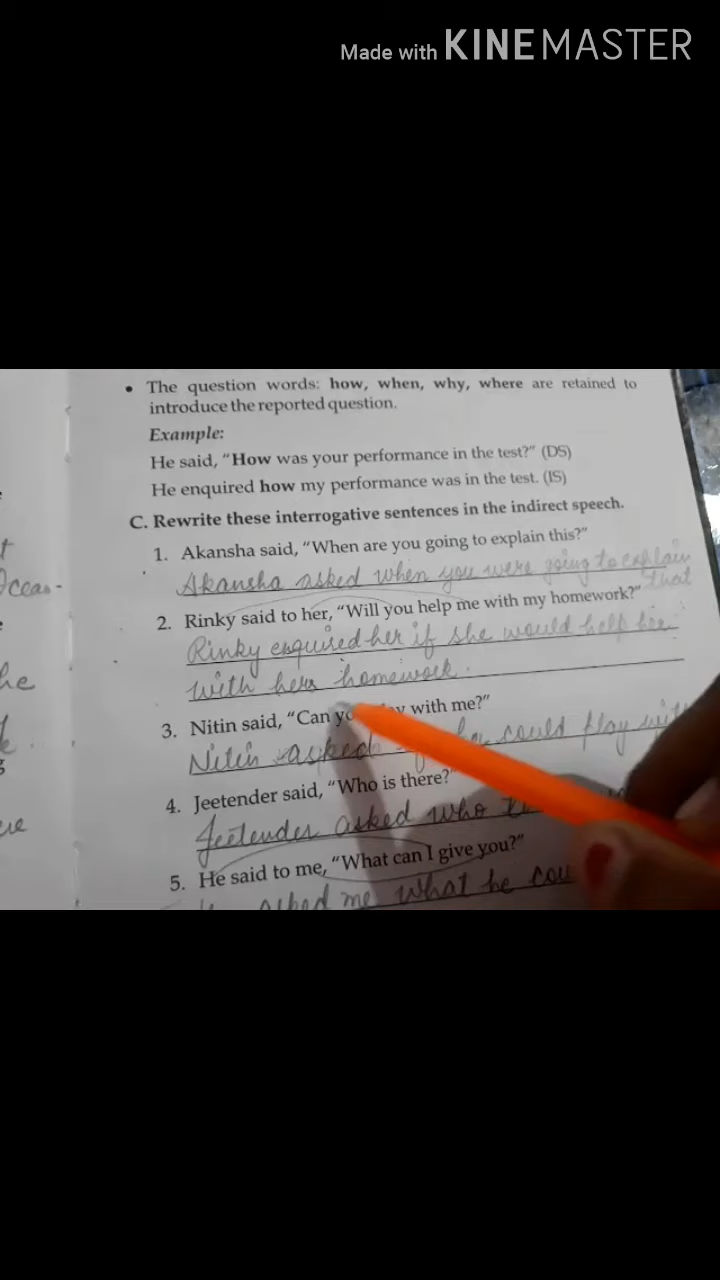 Made with KINEMASTER
• The question words: how, when, why, where are retained to
introduce the reported question.
Example:
He said, "How was your performance in the test?" (DS)
He enquired how my performance was in the test. (IS)
C. Rewrite these interrogative sentences in the indirect speech.
1. Akansha said, "When are you going to explain this?"
Akansha asked when you were going to explain
that
2. Rinky said to her, "Will you help me with my homework?"
Rinky enquired her if she would help her
with her homework.
3. Nitin said, "Can with me?"
Nitin asked could play
4. Jeetender said, "Who is there?"
Jeetender asked who
5. He said to me, "What can I give you?"
asked me what he